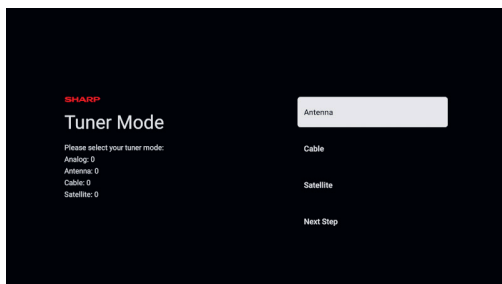 SHARP
Tuner Mode
Please select your tuner mode:
Analog: 0
Antenna: 0
Cable: 0
Satellite: 0
Antenna
Cable
Satellite
Next Step